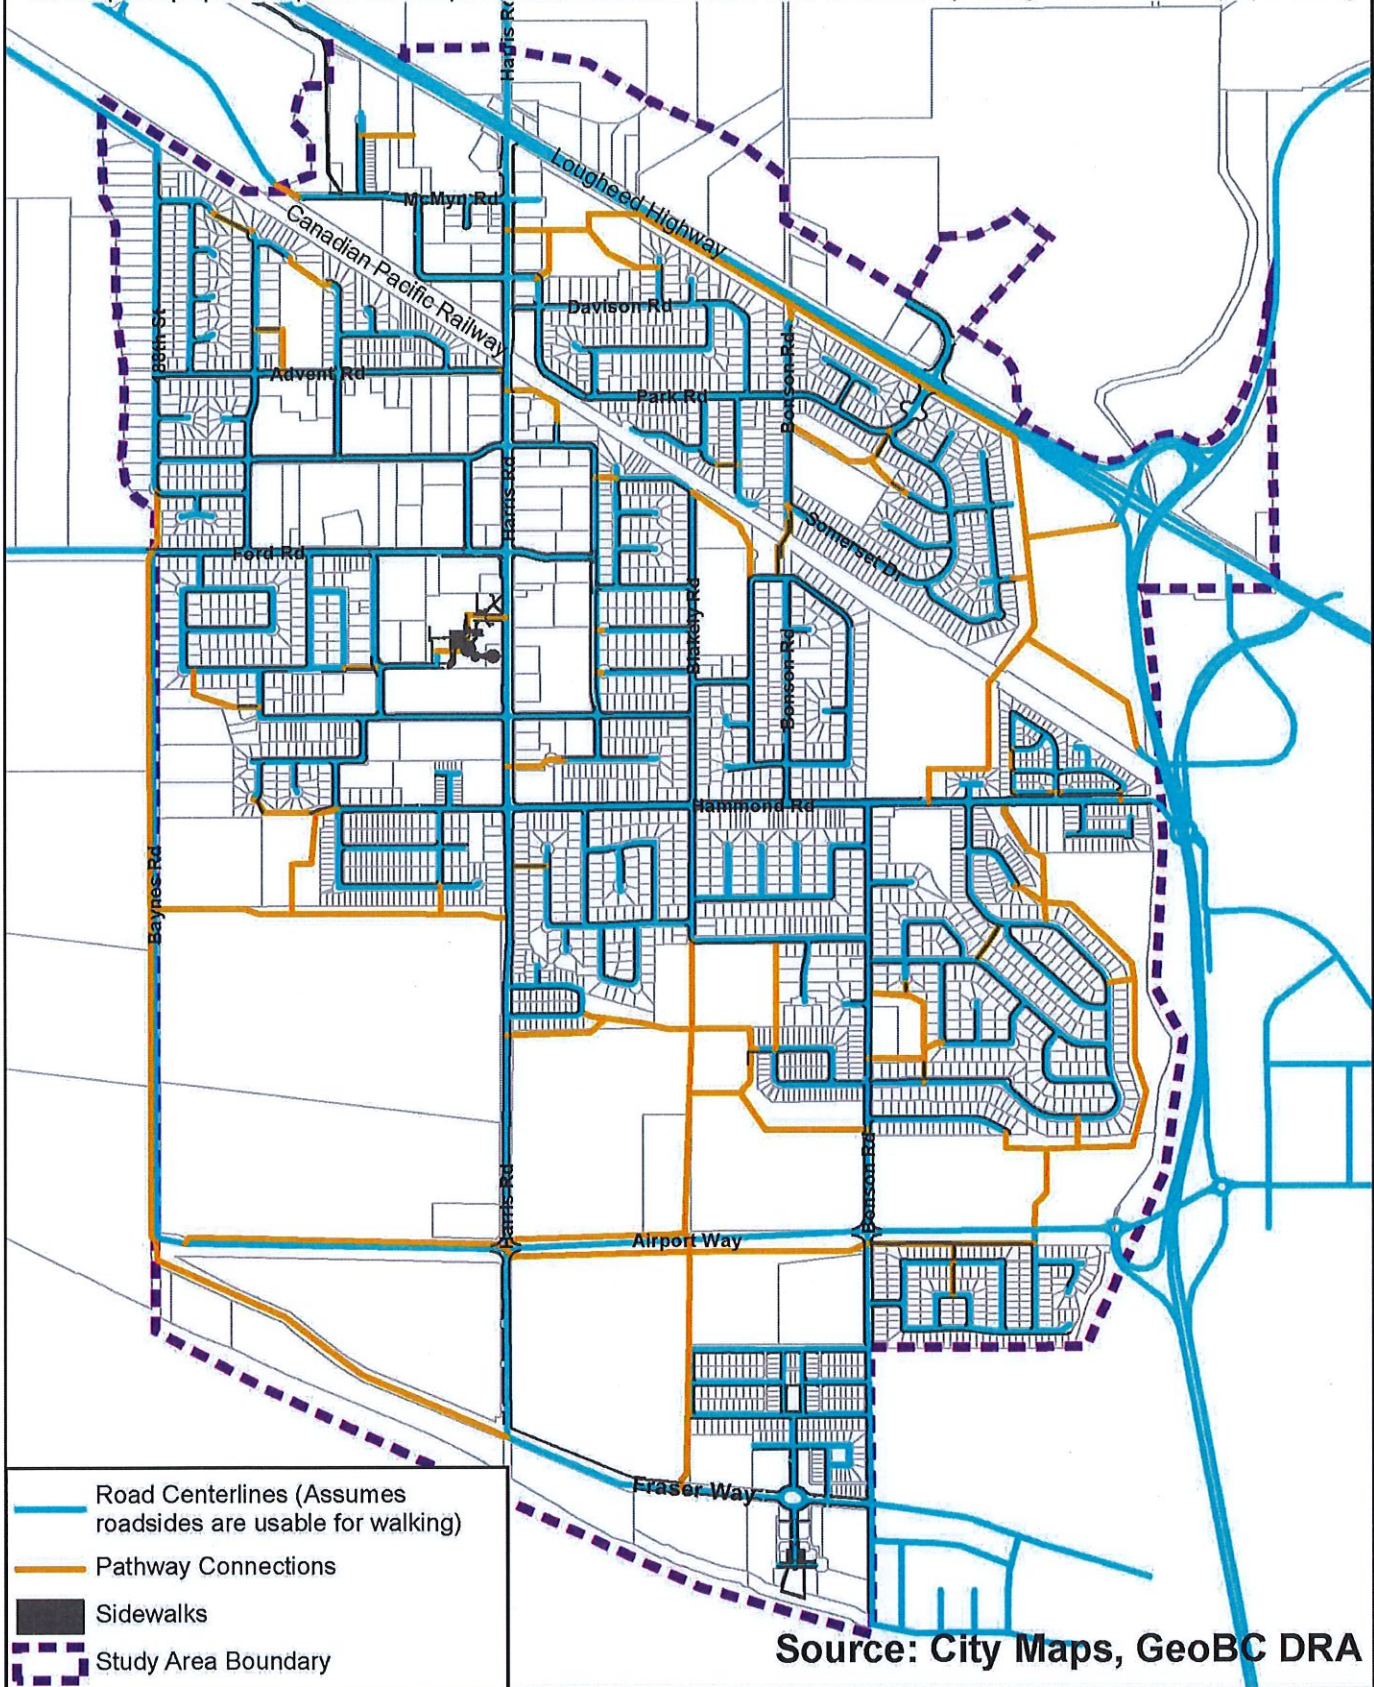 Harris Rd
McMyn Rd
Lougheed Highway
Canadian Pacific Railway
Davison Rd
188th St
Advent Rd
Park Rd
Bonson Rd
Harris Rd
Somerset Dr
Ford Rd
Blakely Rd
Bonson Rd
Hammond Rd
Baynes Rd
Harris Rd
Bonson Rd
Airport Way
Fraser Way
Road Centerlines (Assumes
roadsides are usable for walking)
Pathway Connections
Sidewalks
Study Area Boundary
Source: City Maps, GeoBC DRA